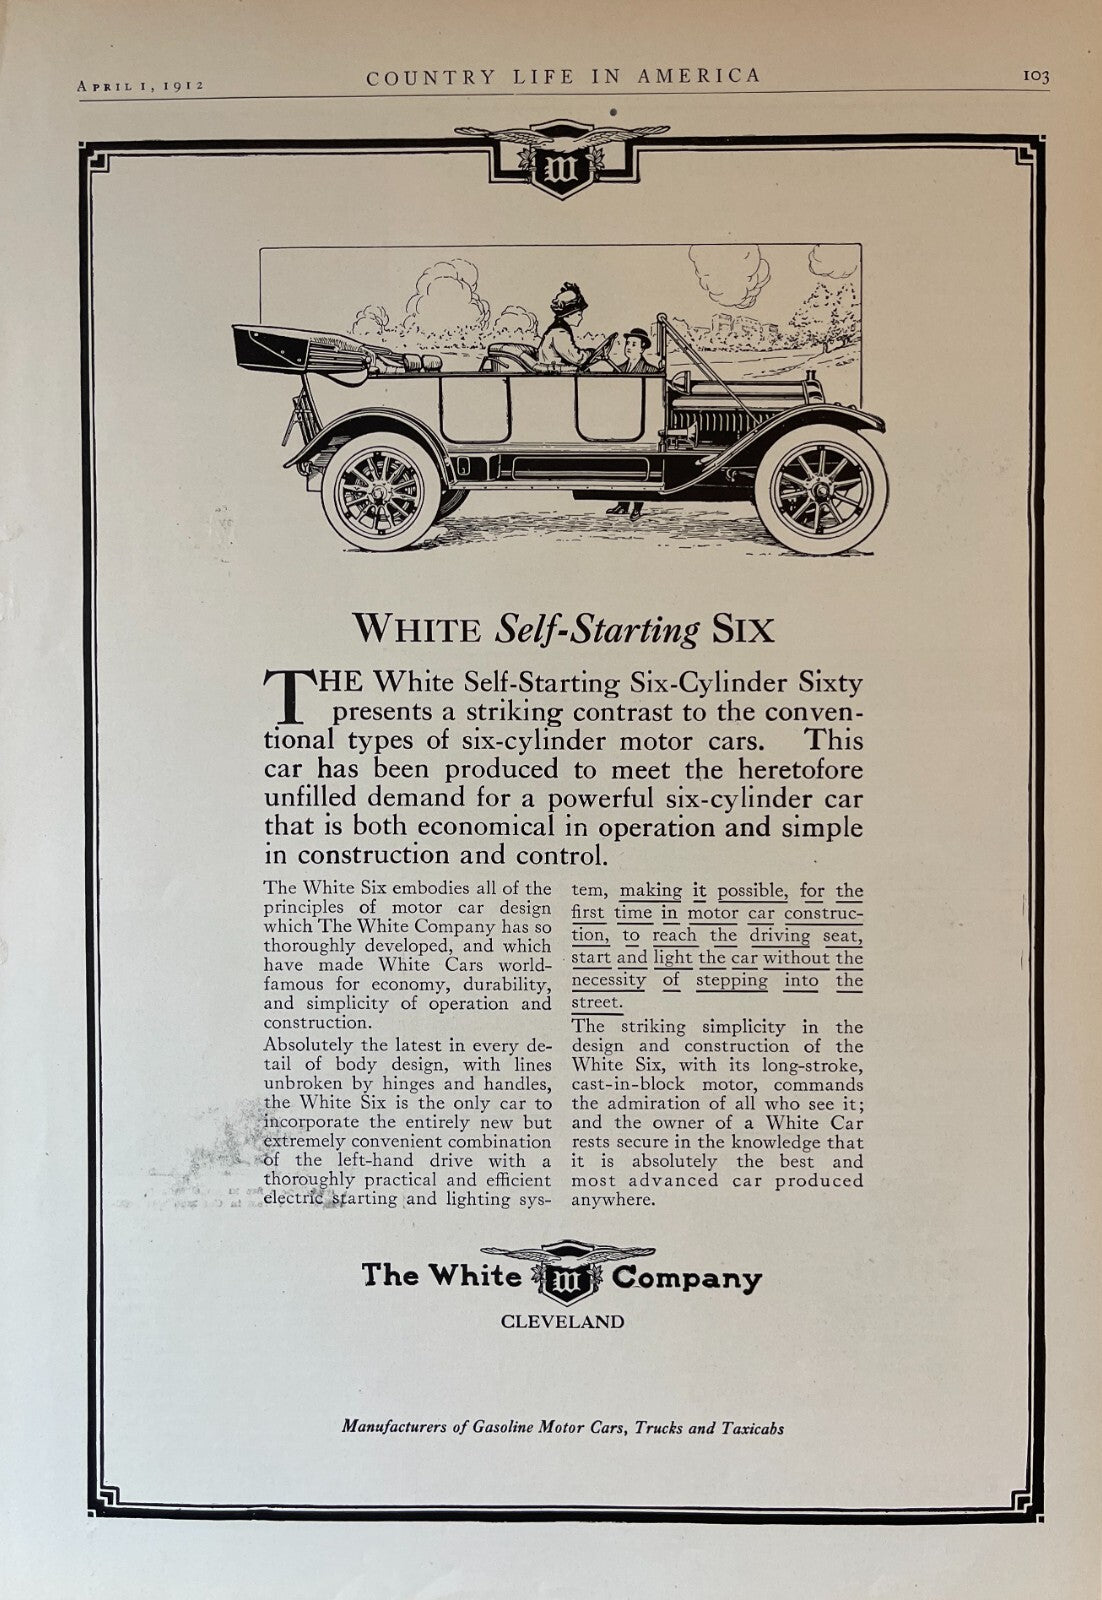 APRIL 1, 1912
COUNTRY LIFE IN AMERICA
103
W
WHITE Self-Starting SIX
THE White Self-Starting Six-Cylinder Sixty
presents a striking contrast to the conven-
tional types of six-cylinder motor cars. This
car has been produced to meet the heretofore
unfilled demand for a powerful six-cylinder car
that is both economical in operation and simple
in construction and control.
The White Six embodies all of the
principles of motor car design
which The White Company has so
thoroughly developed, and which
have made White Cars world-
famous for economy, durability,
and simplicity of operation and
construction.
Absolutely the latest in every de-
tail of body design, with lines
unbroken by hinges and handles,
the White Six is the only car to
incorporate the entirely new but
extremely convenient combination
of the left-hand drive with a
thoroughly practical and efficient
electric starting and lighting sys-
tem, making it possible, for the
first time in motor car construc-
tion, to reach the driving seat,
start and light the car without the
necessity of stepping into the
street.
The striking simplicity in the
design and construction of the
White Six, with its long-stroke,
cast-in-block motor, commands
the admiration of all who see it;
and the owner of a White Car
rests secure in the knowledge that
it is absolutely the best and
most advanced car produced
anywhere.
The White W Company
CLEVELAND
Manufacturers of Gasoline Motor Cars, Trucks and Taxicabs